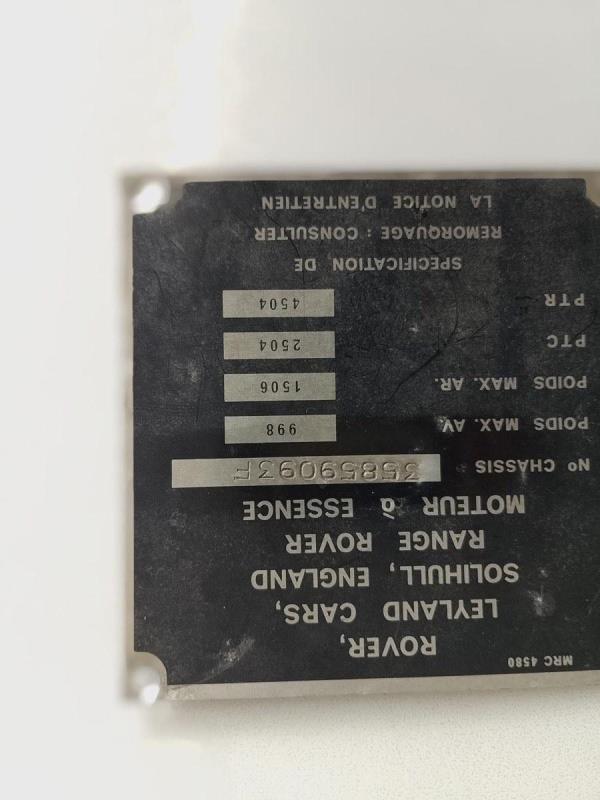 MRC 4580
ROVER,
LEYLAND CARS,
SOLIHULL, ENGLAND
RANGE ROVER
MOTEUR à ESSENCE
Nº CHASSIS 35859093F
POIDS MAX. AV. 998
POIDS MAX. AR. 1506
PTC 2504
PTR 4504
SPECIFICATION DE
REMORQUAGE : CONSULTER
LA NOTICE D'ENTRETIEN